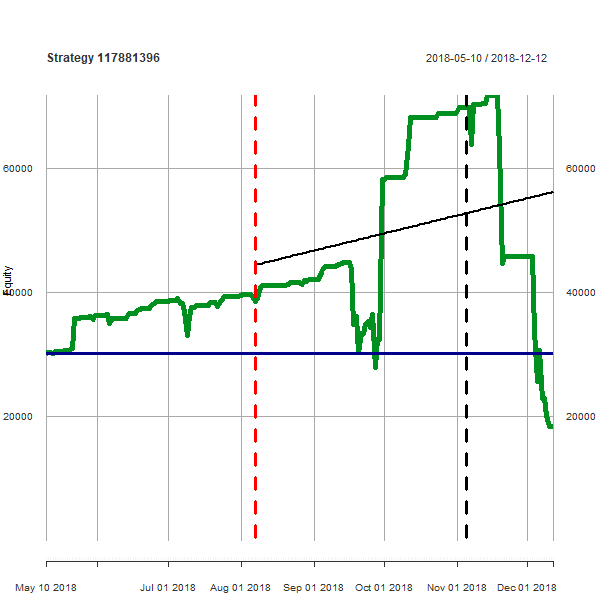 Strategy 117881396
2018-05-10 / 2018-12-12
60000
60000
Equity
40000
40000
20000
20000
May 10 2018
Jul 01 2018
Aug 01 2018
Sep 01 2018
Oct 01 2018
Nov 01 2018
Dec 01 2018